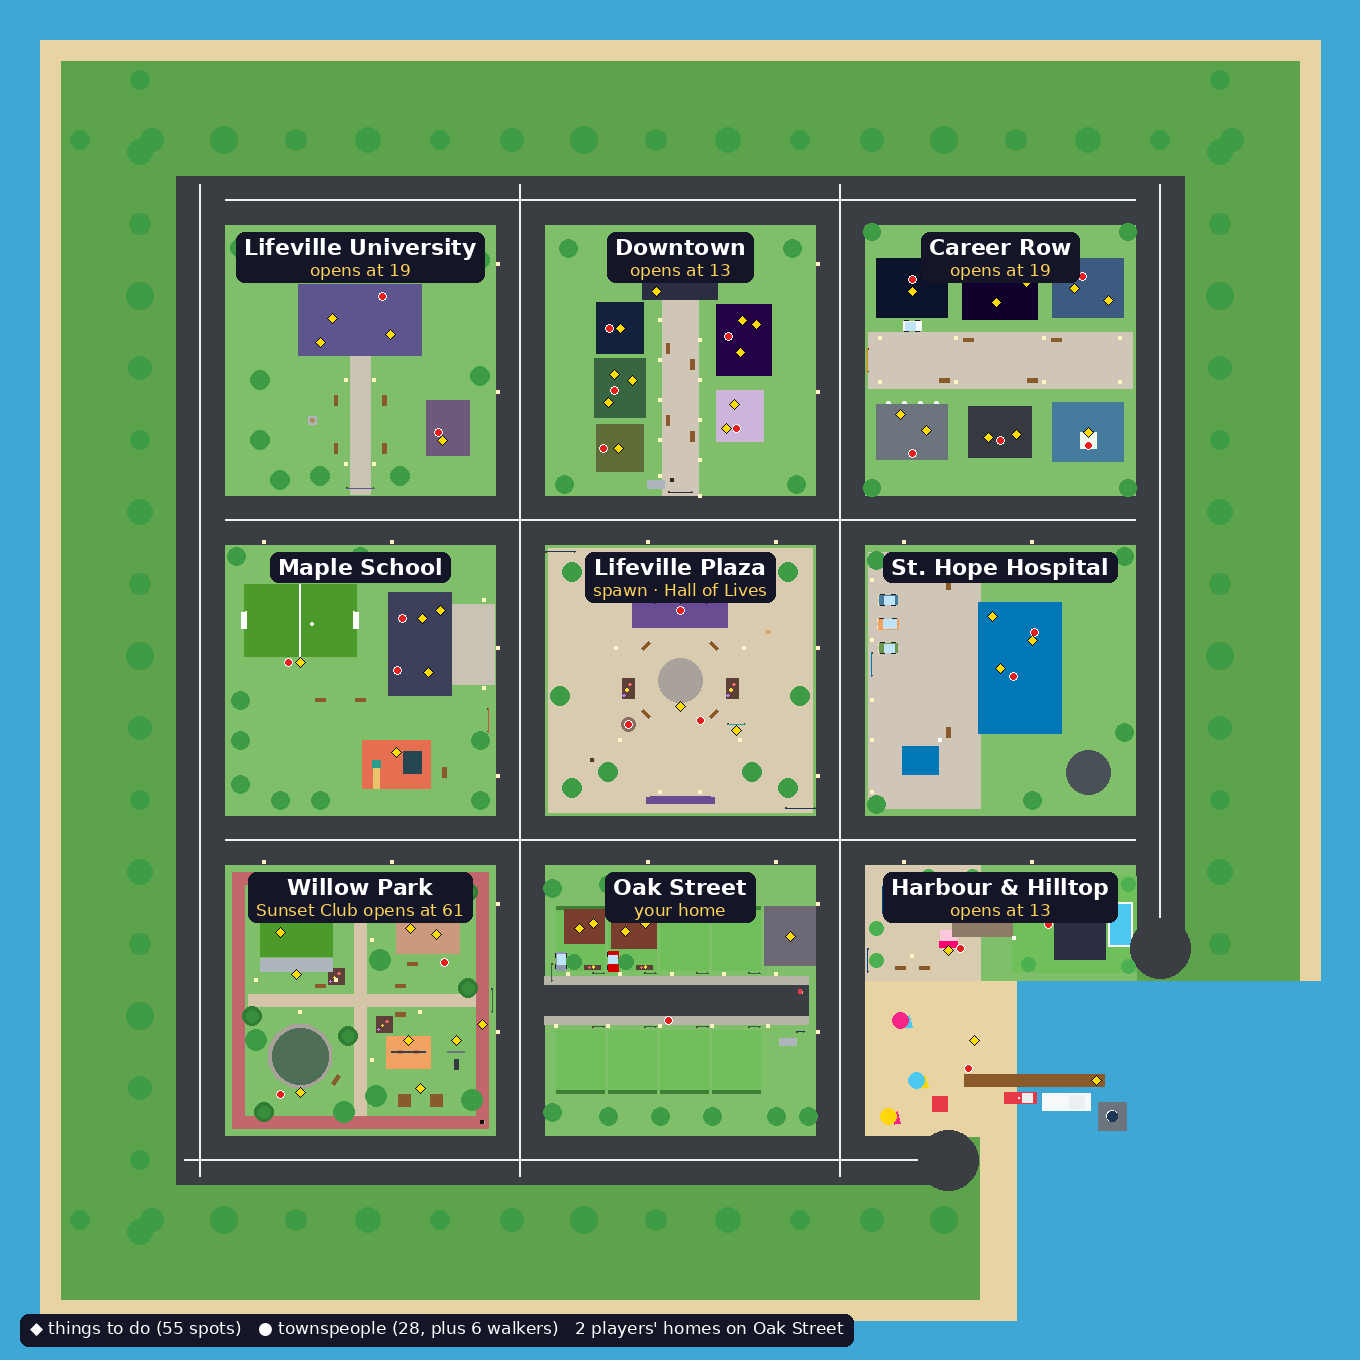 Lifeville University
opens at 19
Downtown
opens at 13
Career Row
opens at 19
Maple School
Lifeville Plaza
spawn · Hall of Lives
St. Hope Hospital
Willow Park
Sunset Club opens at 61
Oak Street
your home
Harbour & Hilltop
opens at 13
◆ things to do (55 spots) ● townspeople (28, plus 6 walkers) 2 players' homes on Oak Street